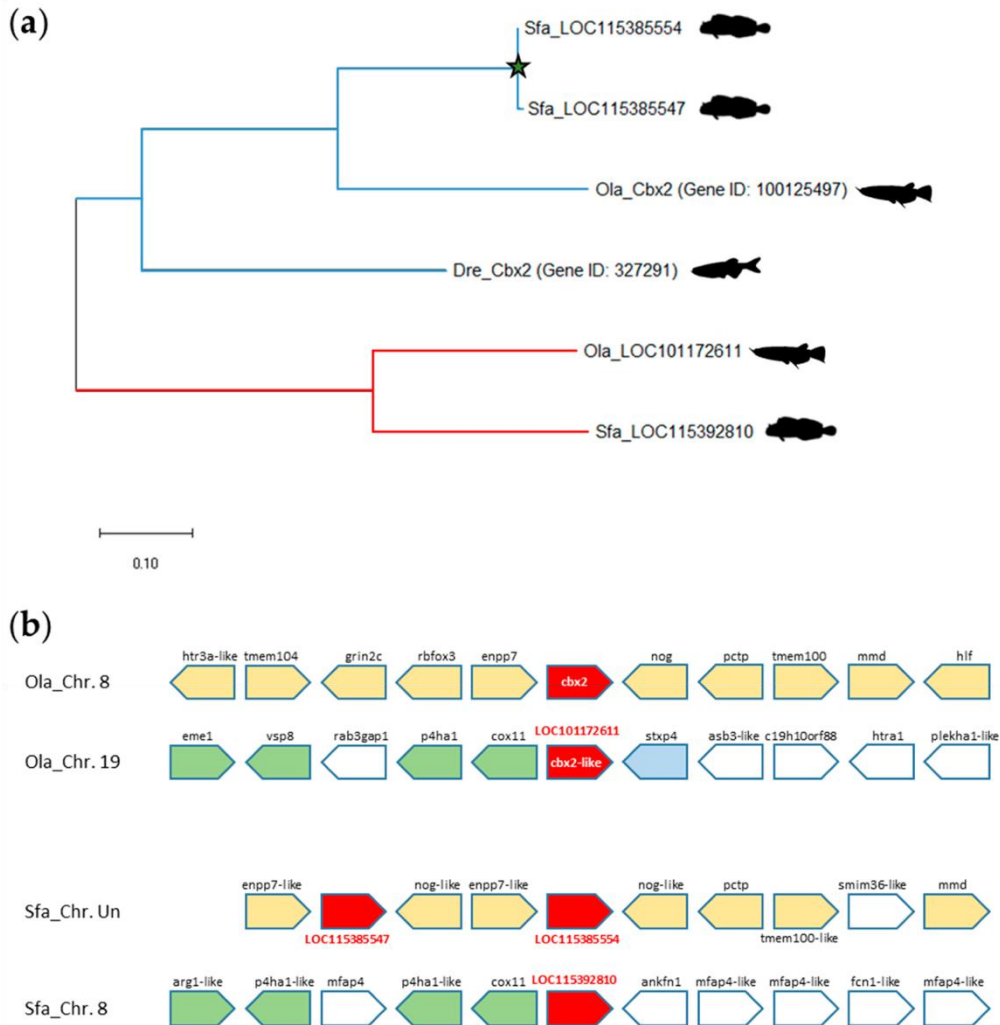 (a)
Sfa_LOC115385554
Sfa_LOC115385547
Ola_Cbx2 (Gene ID: 100125497)
Dre_Cbx2 (Gene ID: 327291)
Ola_LOC101172611
Sfa_LOC115392810
0.10
(b)
htr3a-like tmem104 grin2c rbfox3 enpp7 nog pctp tmem100 mmd hlf
Ola_Chr. 8 cbx2
eme1 vsp8 rab3gap1 p4ha1 cox11 LOC101172611 stxp4 asb3-like c19h10orf88 htra1 plekha1-like
Ola_Chr. 19 cbx2-like
enpp7-like nog-like enpp7-like nog-like pctp smim36-like mmd
Sfa_Chr. Un
LOC115385547 LOC115385554 tmem100-like
arg1-like p4ha1-like mfap4 p4ha1-like cox11 LOC115392810 ankfn1 mfap4-like mfap4-like fcn1-like mfap4-like
Sfa_Chr. 8